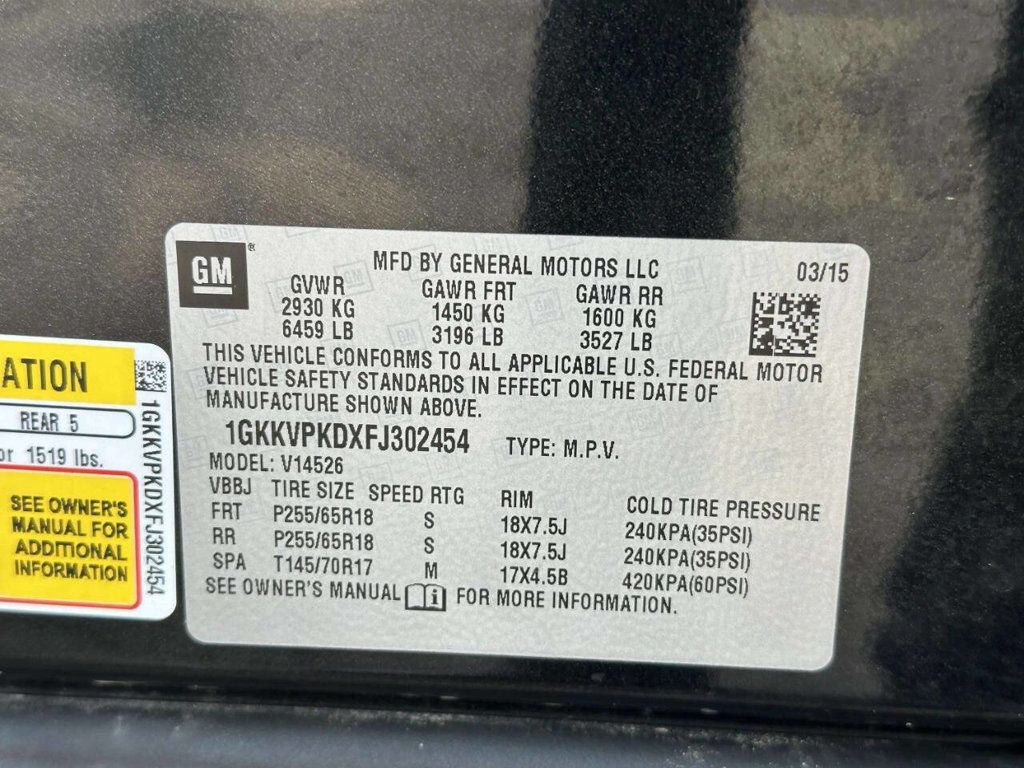 GM®
MFD BY GENERAL MOTORS LLC 03/15
GVWR GAWR FRT GAWR RR
2930 KG 1450 KG 1600 KG
6459 LB 3196 LB 3527 LB
THIS VEHICLE CONFORMS TO ALL APPLICABLE U.S. FEDERAL MOTOR
VEHICLE SAFETY STANDARDS IN EFFECT ON THE DATE OF
MANUFACTURE SHOWN ABOVE.
1GKKVPKDXFJ302454 TYPE: M.P.V.
MODEL: V14526
VBBJ TIRE SIZE SPEED RTG RIM COLD TIRE PRESSURE
FRT P255/65R18 S 18X7.5J 240KPA(35PSI)
RR P255/65R18 S 18X7.5J 240KPA(35PSI)
SPA T145/70R17 M 17X4.5B 420KPA(60PSI)
SEE OWNER'S MANUAL FOR MORE INFORMATION.
ATION
REAR 5
or 1519 lbs.
SEE OWNER'S
MANUAL FOR
ADDITIONAL
INFORMATION
1GKKVPKDXFJ302454